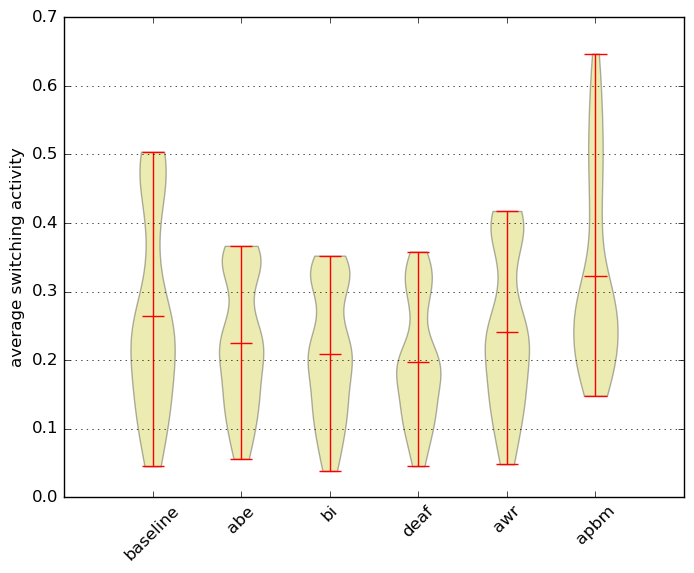 0.7
0.6
0.5
0.4
0.3
0.2
0.1
0.0
average switching activity
baseline
abe
bi
deaf
awr
apbm